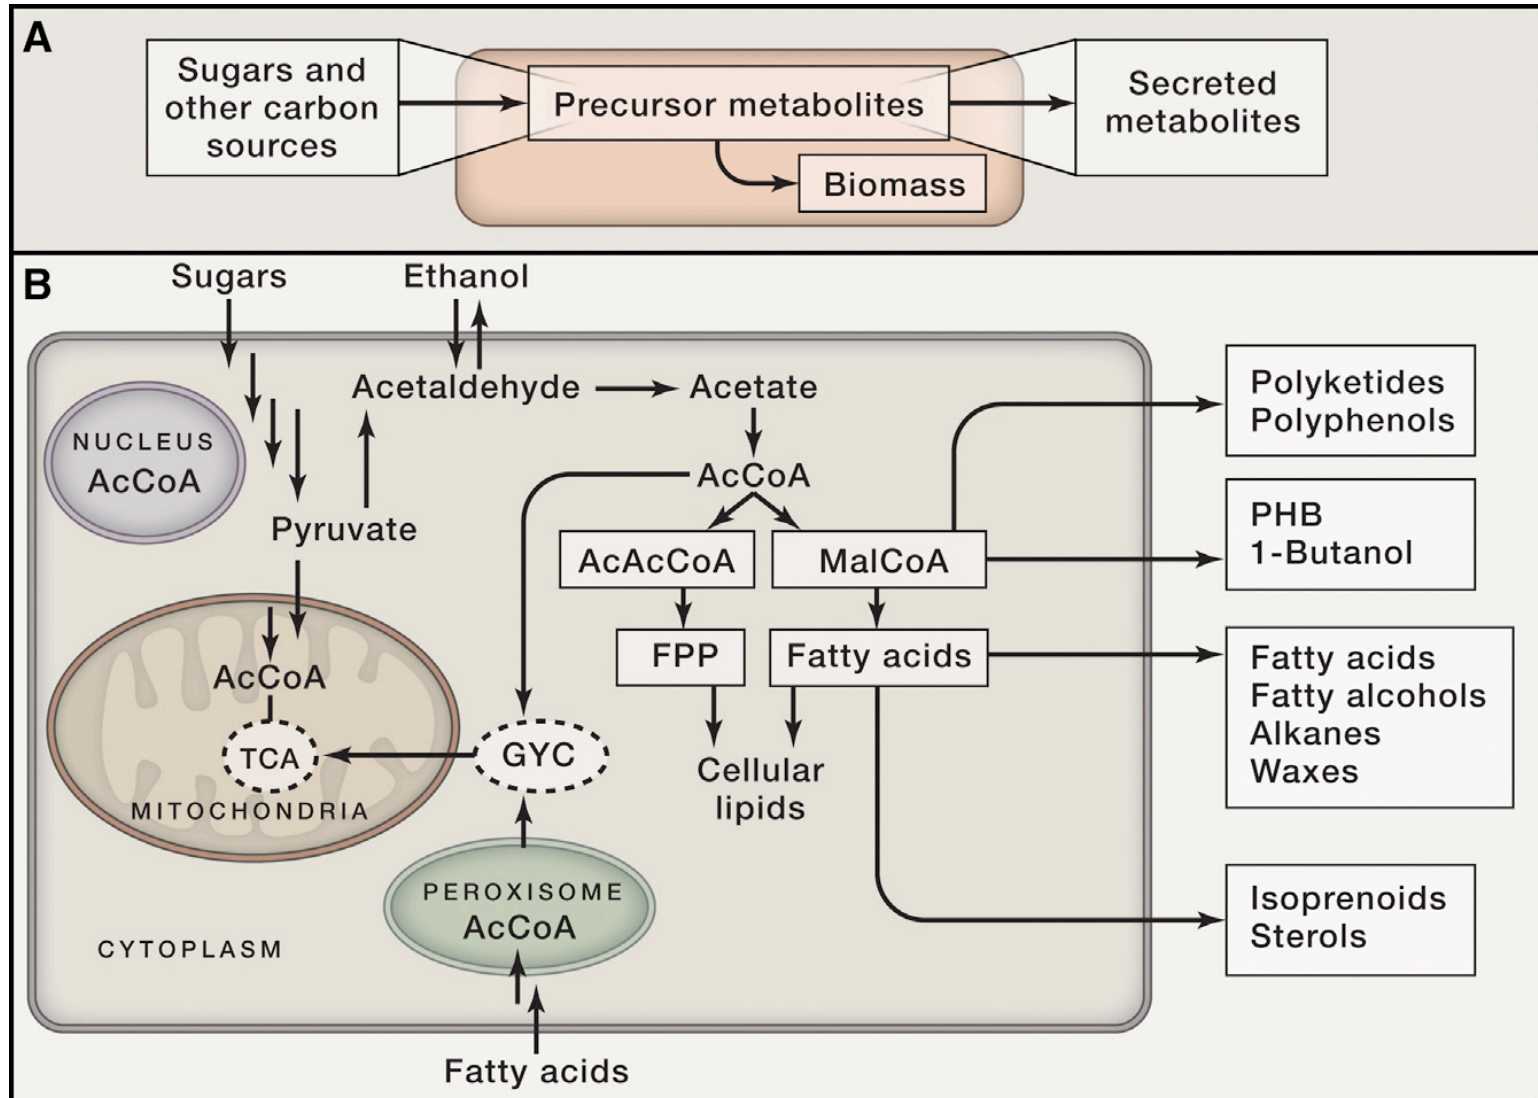 A
Sugars and
other carbon
sources
Precursor metabolites
Biomass
Secreted
metabolites
B
Sugars
Ethanol
Acetaldehyde
Acetate
NUCLEUS
AcCoA
AcCoA
Pyruvate
AcAcCoA
MalCoA
FPP
Fatty acids
AcCoA
TCA
MITOCHONDRIA
GYC
Cellular
lipids
PEROXISOME
AcCoA
CYTOPLASM
Fatty acids
Polyketides
Polyphenols
PHB
1-Butanol
Fatty acids
Fatty alcohols
Alkanes
Waxes
Isoprenoids
Sterols